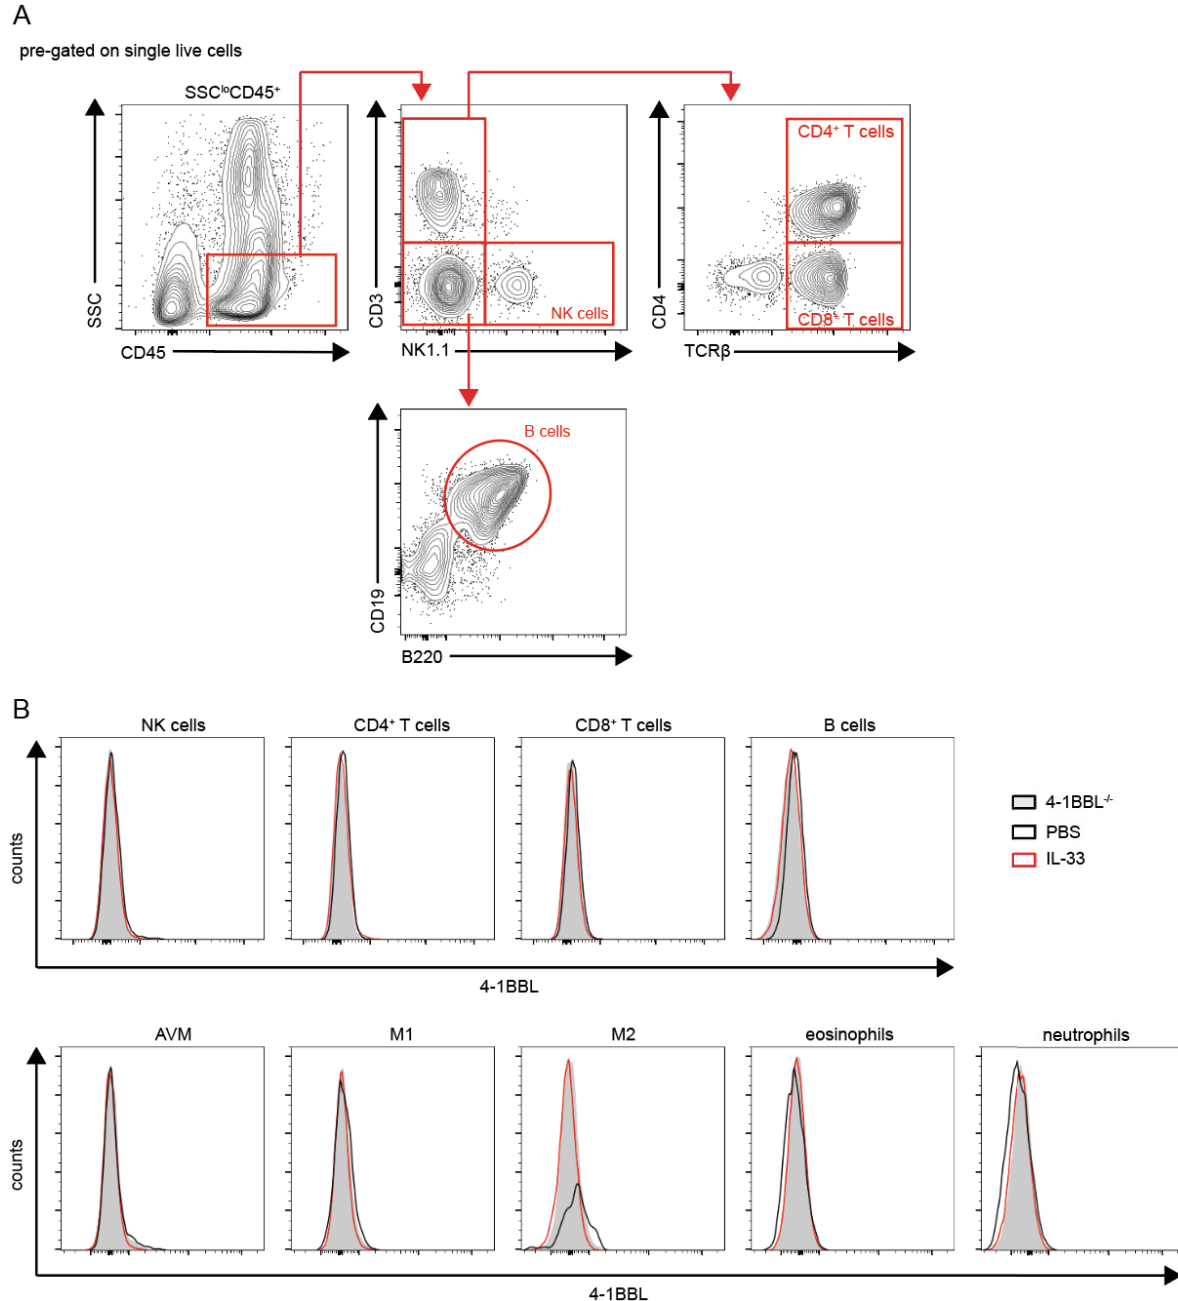 A
pre-gated on single live cells
SSC^loCD45⁺
SSC
CD45
CD3
NK cells
NK1.1
CD4⁺ T cells
CD8⁺ T cells
CD4
TCRβ
B cells
CD19
B220
B
NK cells
CD4⁺ T cells
CD8⁺ T cells
B cells
counts
4-1BBL
4-1BBL⁻/⁻
PBS
IL-33
AVM
M1
M2
eosinophils
neutrophils
counts
4-1BBL